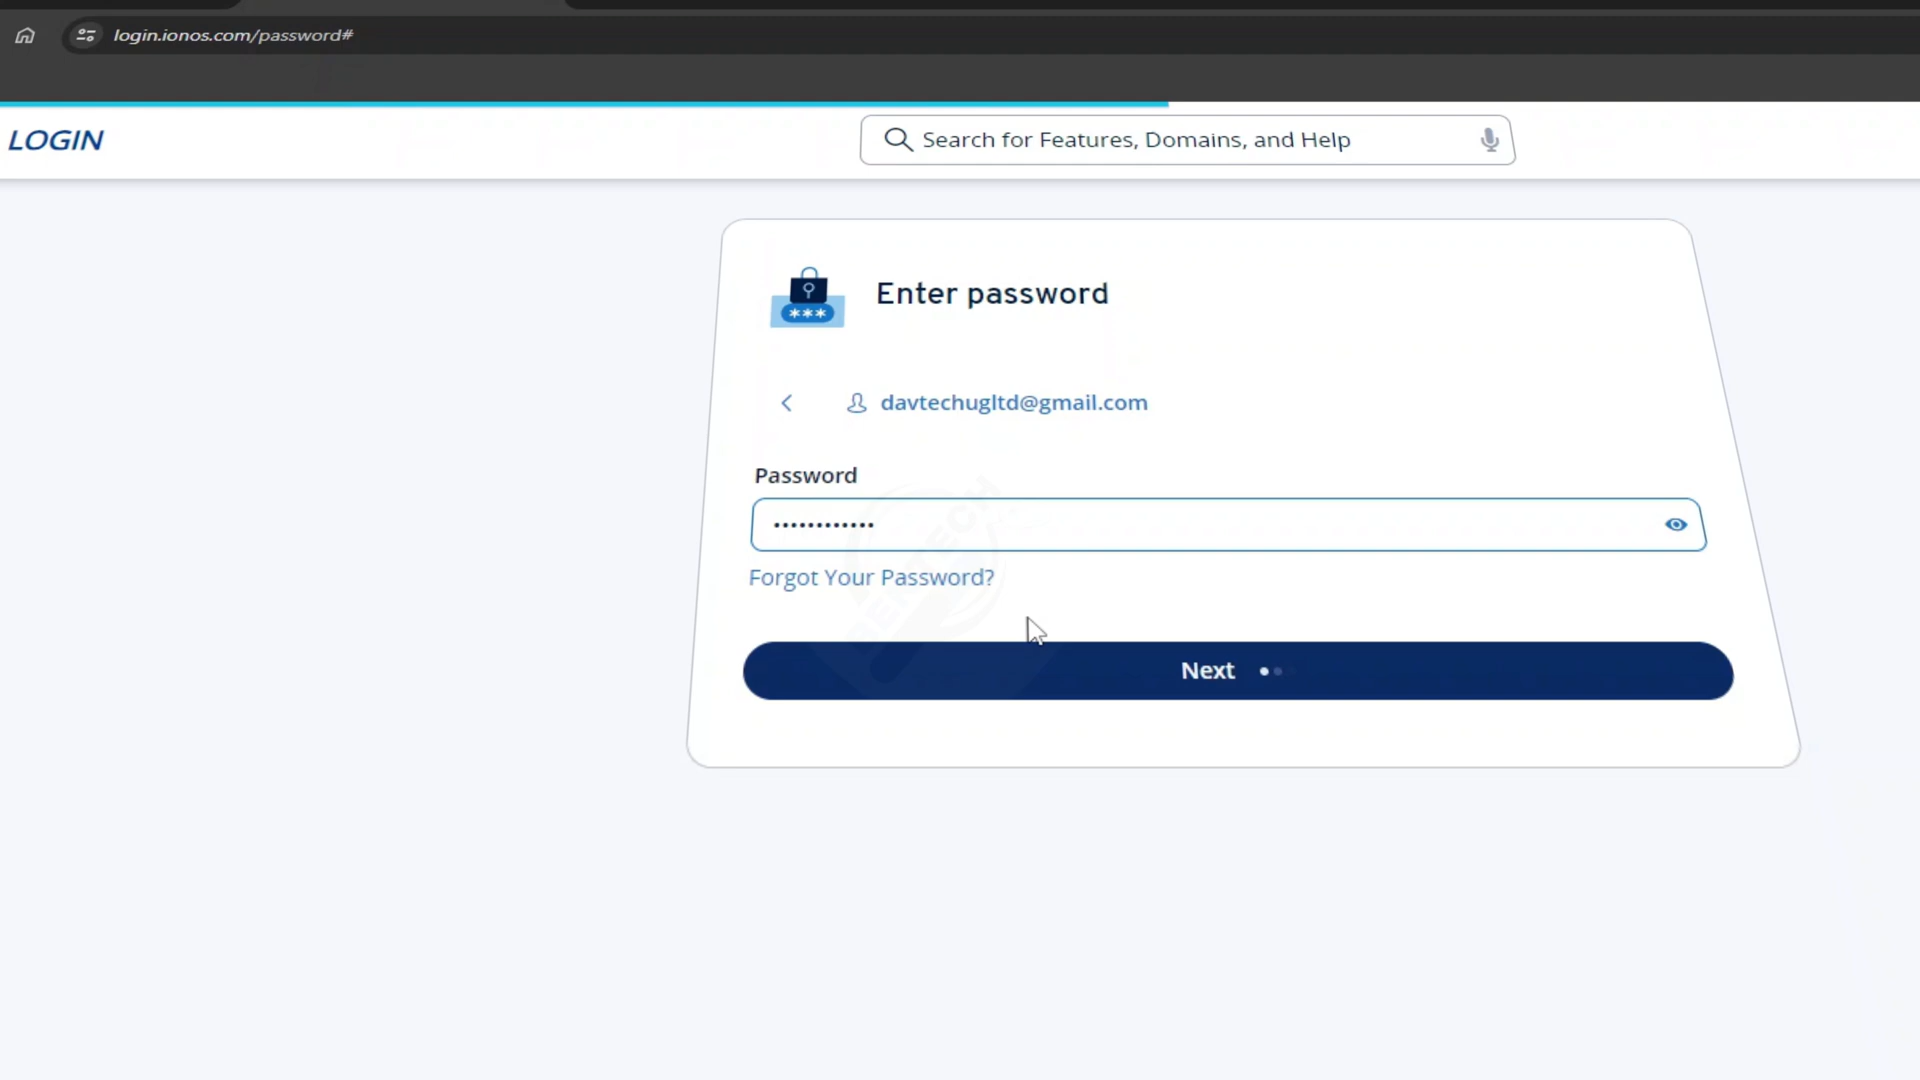 login.ionos.com/password#
LOGIN
Search for Features, Domains, and Help
***
Enter password
davtechugltd@gmail.com
Password
••••••••••••
Forgot Your Password?
Next